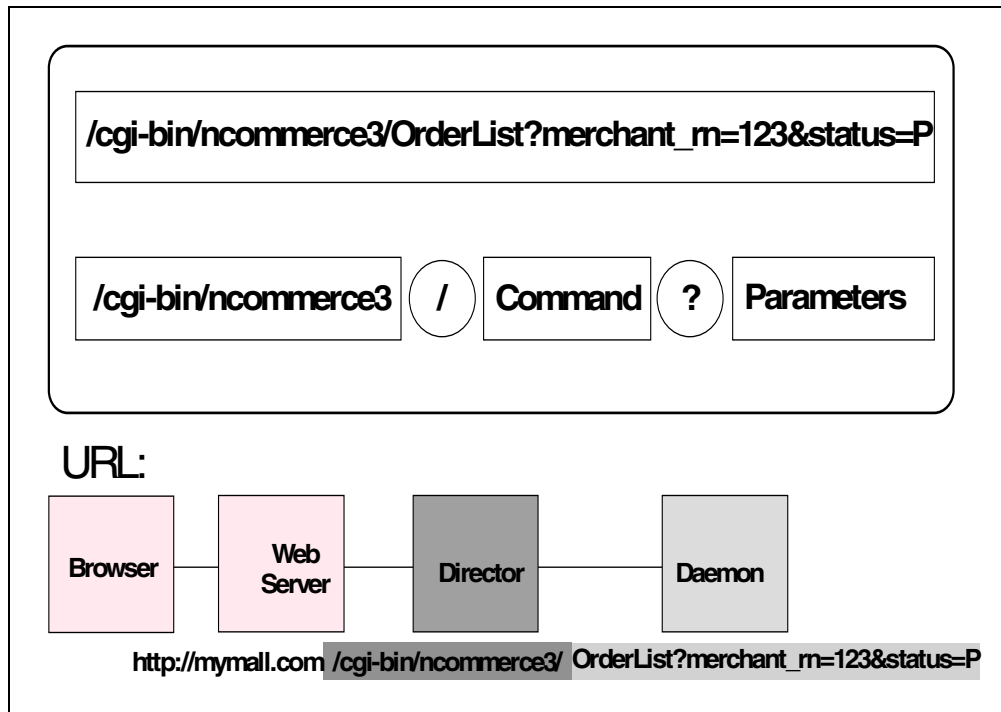 /cgi-bin/ncommerce3/OrderList?merchant_rn=123&status=P
/cgi-bin/ncommerce3 / Command ? Parameters
URL:
Browser Web Server Director Daemon
http://mymall.com /cgi-bin/ncommerce3/ OrderList?merchant_rn=123&status=P